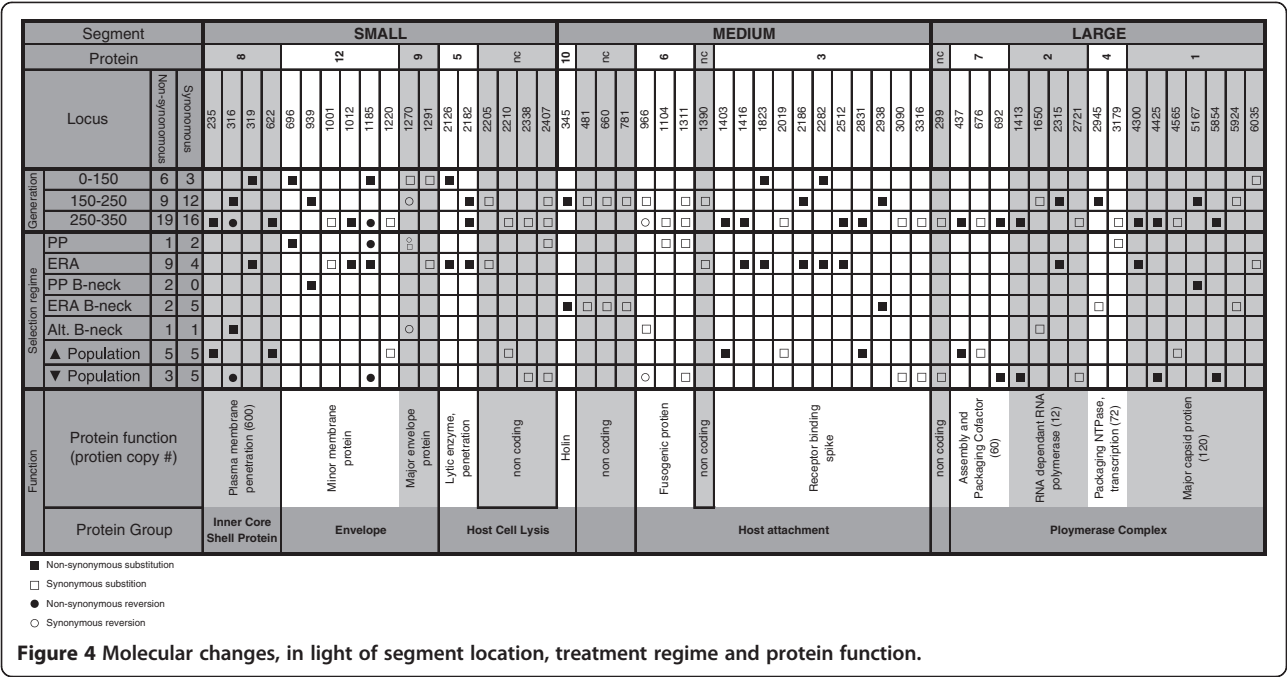 Segment SMALL MEDIUM LARGE
Protein 8 12 9 5 nc 10 nc 6 nc 3 nc 7 2 4 1
Locus Non-synonomous Synonomous 235 316 319 622 696 939 1001 1012 1185 1220 1270 1291 2126 2182 2205 2210 2338 2407 345 481 660 781 966 1104 1311 1390 1403 1416 1823 2019 2186 2282 2512 2831 2938 3090 3316 299 437 676 692 1413 1650 2315 2721 2945 3179 4300 4425 4565 5167 5854 5924 6035
Generation
0-150 6 3
150-250 9 12
250-350 19 16
Selection regime
PP 1 2
ERA 9 4
PP B-neck 2 0
ERA B-neck 2 5
Alt. B-neck 1 1
▲ Population 5 5
▼ Population 3 5
Function
Protein function
(protien copy #)
Plasma membrane
penetration (600)
Minor membrane
protein
Major envelope
protein
Lytic enzyme,
penetration
non coding
Holin
non coding
Fusogenic protien
non coding
Receptor binding
spike
non coding
Assembly and
Packaging Cofactor
(60)
RNA dependant RNA
polymerase (12)
Packaging NTPase,
transcription (72)
Major capsid protien
(120)
Protein Group
Inner Core
Shell Protein
Envelope
Host Cell Lysis
Host attachment
Ploymerase Complex
■ Non-synonymous substitution
□ Synonymous substition
● Non-synonymous reversion
○ Synonymous reversion
Figure 4 Molecular changes, in light of segment location, treatment regime and protein function.